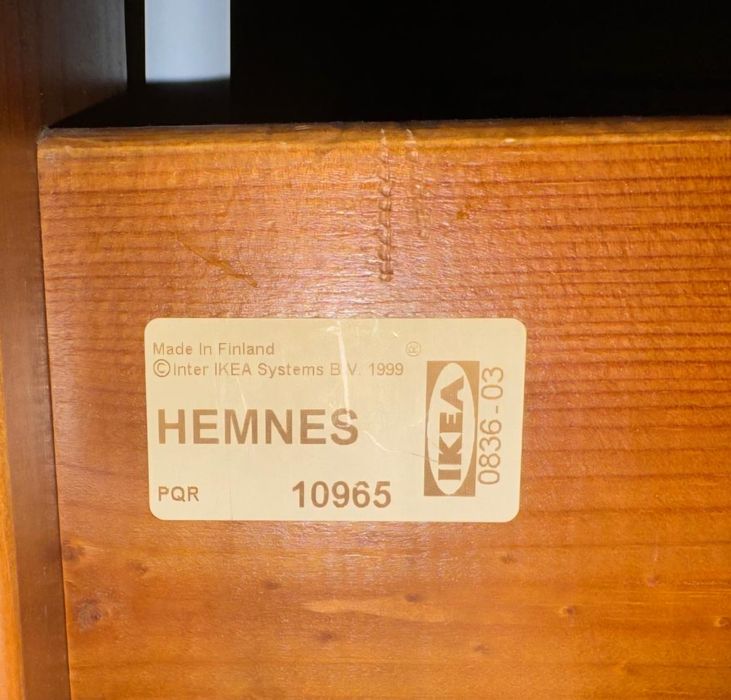 Made In Finland
®
©Inter IKEA Systems B.V. 1999
HEMNES
PQR
10965
IKEA
0836-03